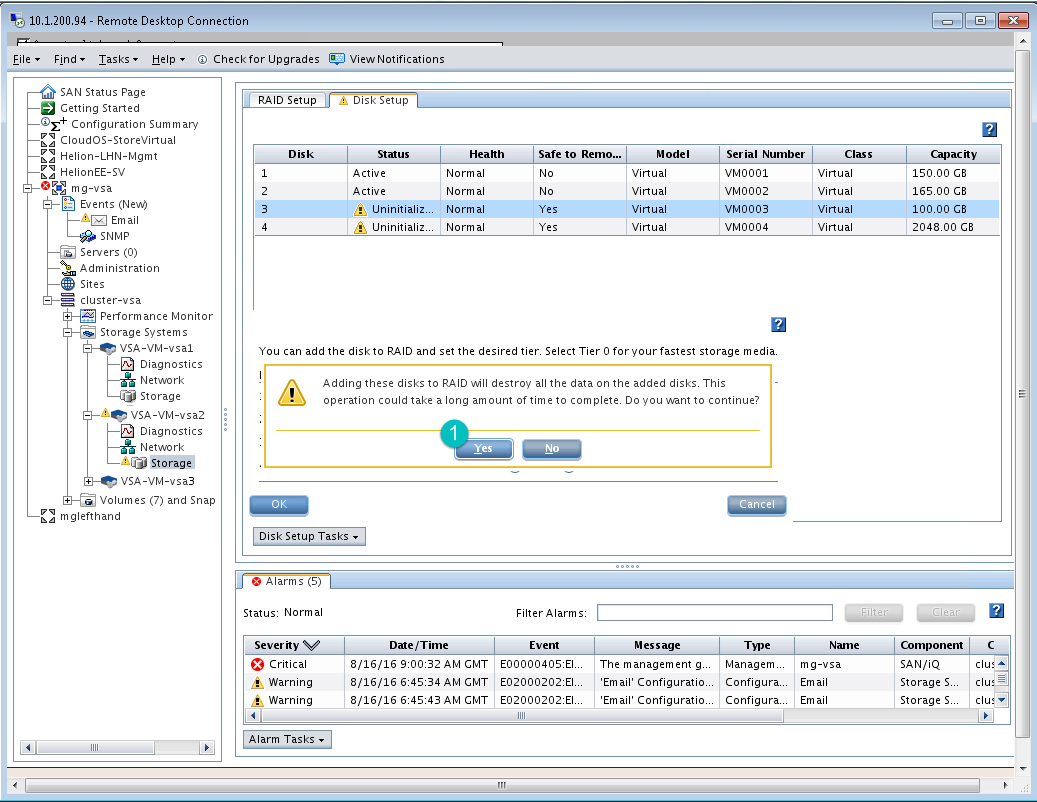 10.1.200.94 - Remote Desktop Connection
File Find Tasks Help Check for Upgrades View Notifications
SAN Status Page
Getting Started
Configuration Summary
CloudOS-StoreVirtual
Helion-LHN-Mgmt
HelionEE-SV
mg-vsa
Events (New)
Email
SNMP
Servers (0)
Administration
Sites
cluster-vsa
Performance Monitor
Storage Systems
VSA-VM-vsa1
Diagnostics
Network
Storage
VSA-VM-vsa2
Diagnostics
Network
Storage
VSA-VM-vsa3
Volumes (7) and Snap
mglefthand
RAID Setup Disk Setup
?
Disk Status Health Safe to Remo... Model Serial Number Class Capacity
1 Active Normal No Virtual VM0001 Virtual 150.00 GB
2 Active Normal No Virtual VM0002 Virtual 165.00 GB
3 Uninitializ... Normal Yes Virtual VM0003 Virtual 100.00 GB
4 Uninitializ... Normal Yes Virtual VM0004 Virtual 2048.00 GB
?
You can add the disk to RAID and set the desired tier. Select Tier 0 for your fastest storage media.
Adding these disks to RAID will destroy all the data on the added disks. This
operation could take a long amount of time to complete. Do you want to continue?
1
Yes No
OK Cancel
Disk Setup Tasks
Alarms (5)
Status: Normal Filter Alarms: Filter Clear ?
Severity Date/Time Event Message Type Name Component C
Critical 8/16/16 9:00:32 AM GMT E00000405:EI... The management g... Managem... mg-vsa SAN/iQ clus
Warning 8/16/16 6:45:34 AM GMT E02000202:EI... 'Email' Configuratio... Configura... Email Storage S... clus
Warning 8/16/16 6:45:43 AM GMT E02000202:EI... 'Email' Configuratio... Configura... Email Storage S... clus
Alarm Tasks